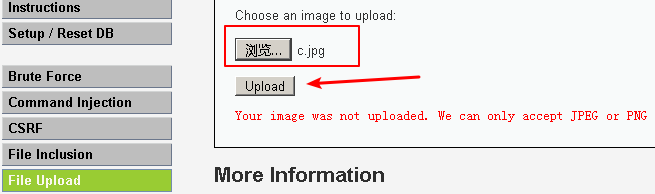 Instructions
Setup / Reset DB
Brute Force
Command Injection
CSRF
File Inclusion
File Upload
Choose an image to upload:
浏览... c.jpg
Upload
Your image was not uploaded. We can only accept JPEG or PNG
More Information